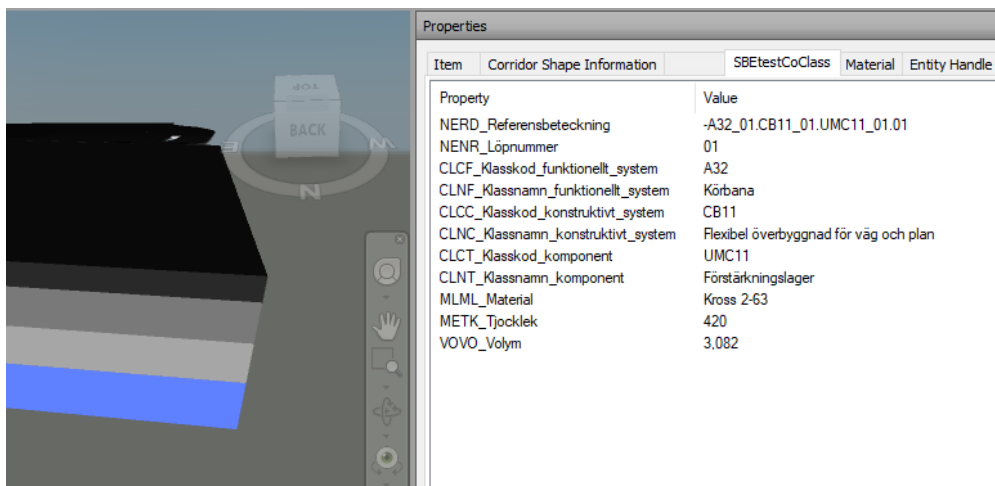 Properties
Item Corridor Shape Information SBEtestCoClass Material Entity Handle
Property Value
NERD_Referensbeteckning -A32_01.CB11_01.UMC11_01.01
NENR_Löpnummer 01
CLCF_Klasskod_funktionellt_system A32
CLNF_Klassnamn_funktionellt_system Körbana
CLCC_Klasskod_konstruktivt_system CB11
CLNC_Klassnamn_konstruktivt_system Flexibel överbyggnad för väg och plan
CLCT_Klasskod_komponent UMC11
CLNT_Klassnamn_komponent Förstärkningslager
MLML_Material Kross 2-63
METK_Tjocklek 420
VOVO_Volym 3,082
TOP
BACK
E
N
N